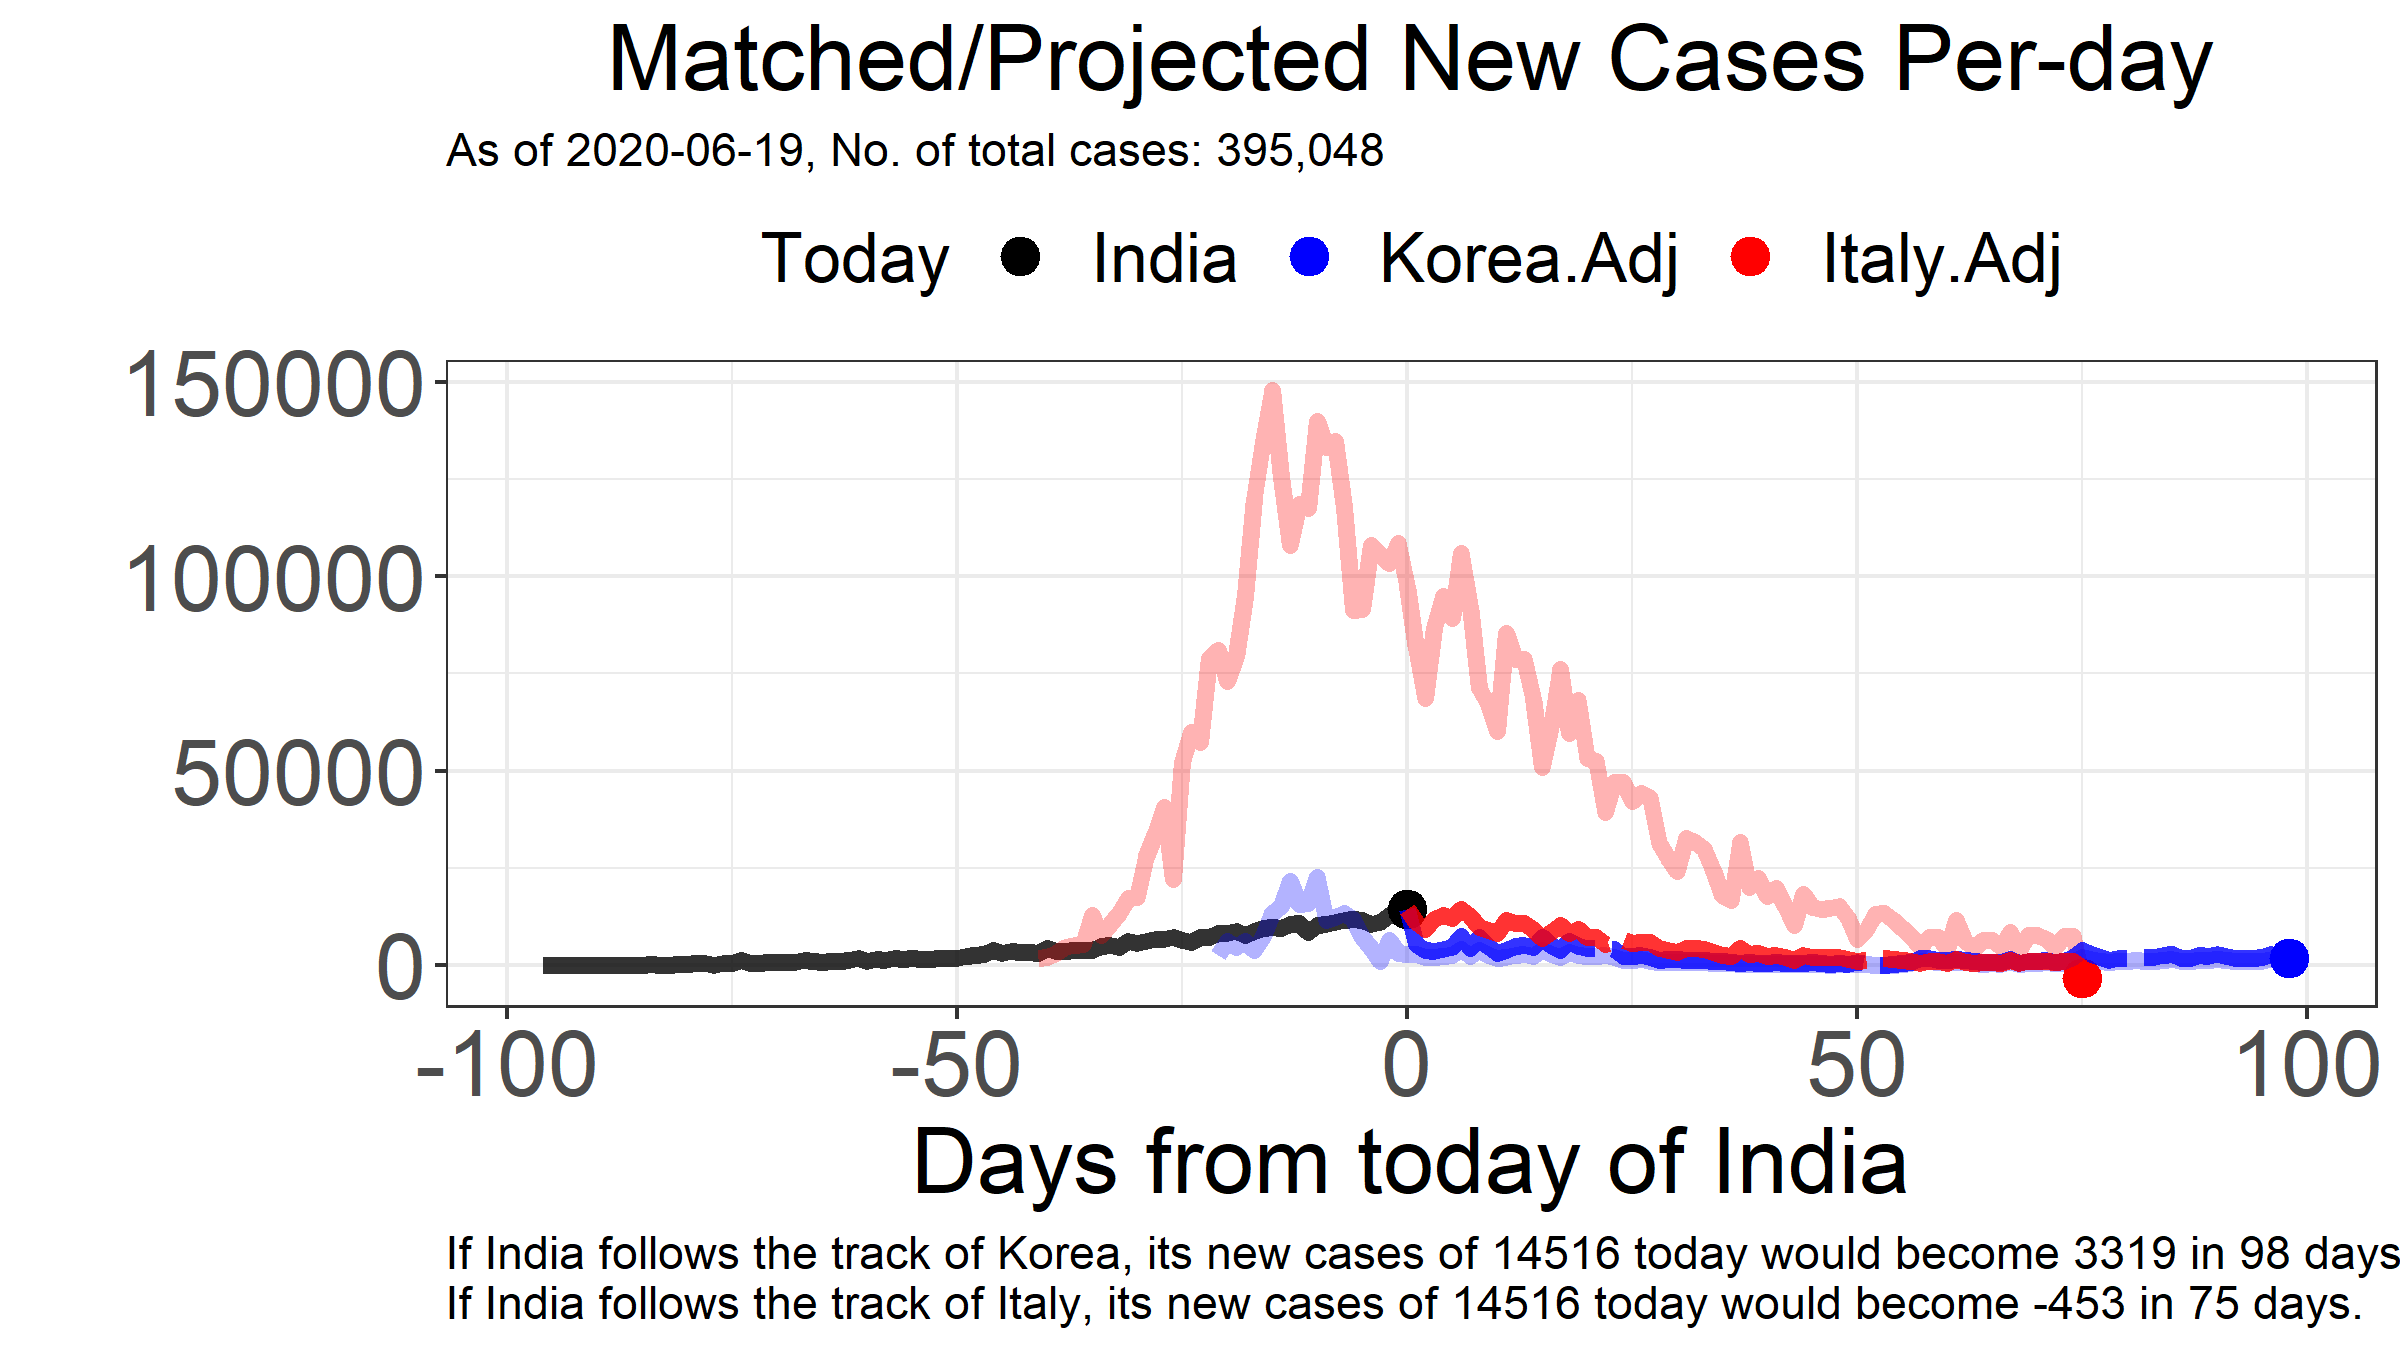 Matched/Projected New Cases Per-day
As of 2020-06-19, No. of total cases: 395,048
Today India Korea.Adj Italy.Adj
150000
100000
50000
0
-100 -50 0 50 100
Days from today of India
If India follows the track of Korea, its new cases of 14516 today would become 3319 in 98 days
If India follows the track of Italy, its new cases of 14516 today would become -453 in 75 days.